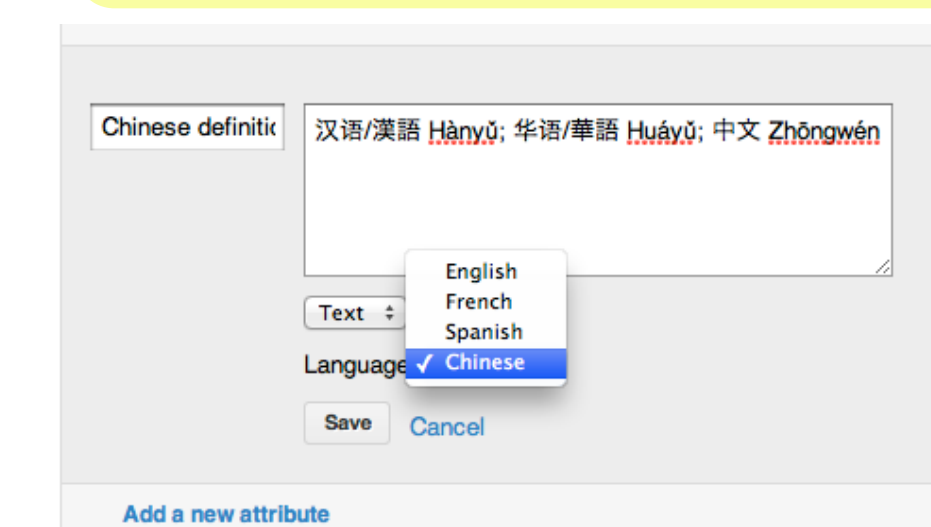 Chinese definitic
汉语/漢語 Hànyǔ; 华语/華語 Huáyǔ; 中文 Zhōngwén
English
French
Spanish
Chinese
Text
Language
Save Cancel
Add a new attribute